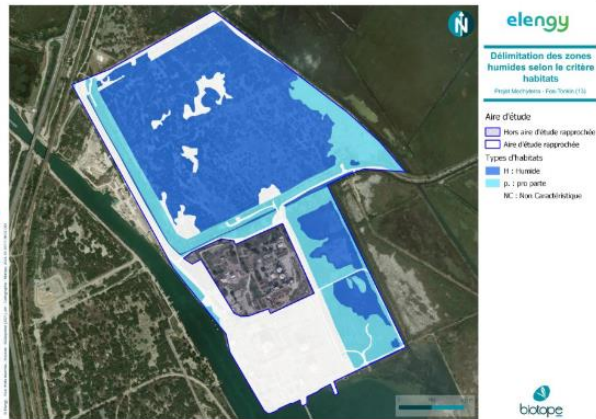 N
elengy
Délimitation des zones
humides selon le critère
habitats
Aire d'étude
Hors aire d'étude rapprochée
Aire d'étude rapprochée
Types d'habitats
H : Humide
p. : pro parte
NC : Non Caractéristique
biotope